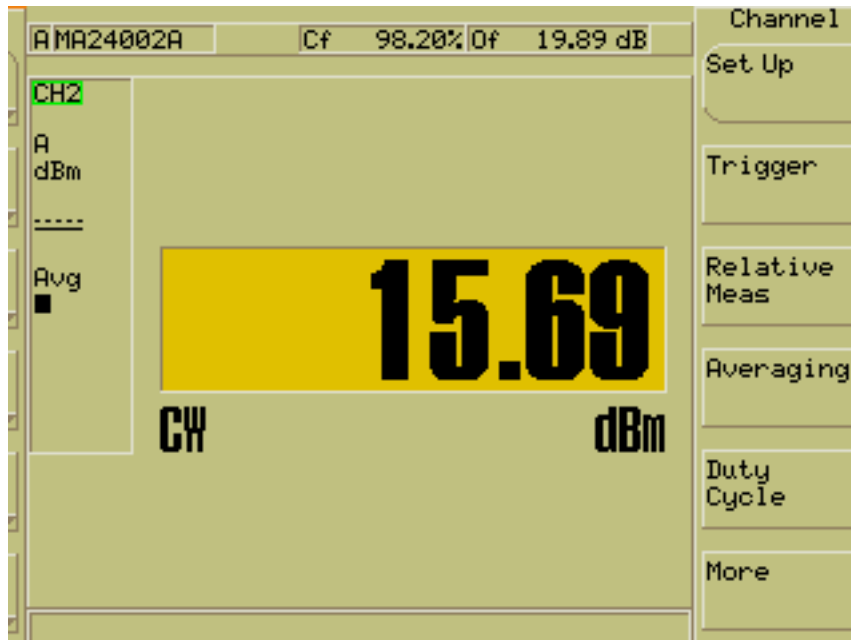 A MA24002A Cf 98.20% Of 19.89 dB
CH2
A
dBm
-----
Avg
15.69
CW dBm
Channel
Set Up
Trigger
Relative
Meas
Averaging
Duty
Cycle
More